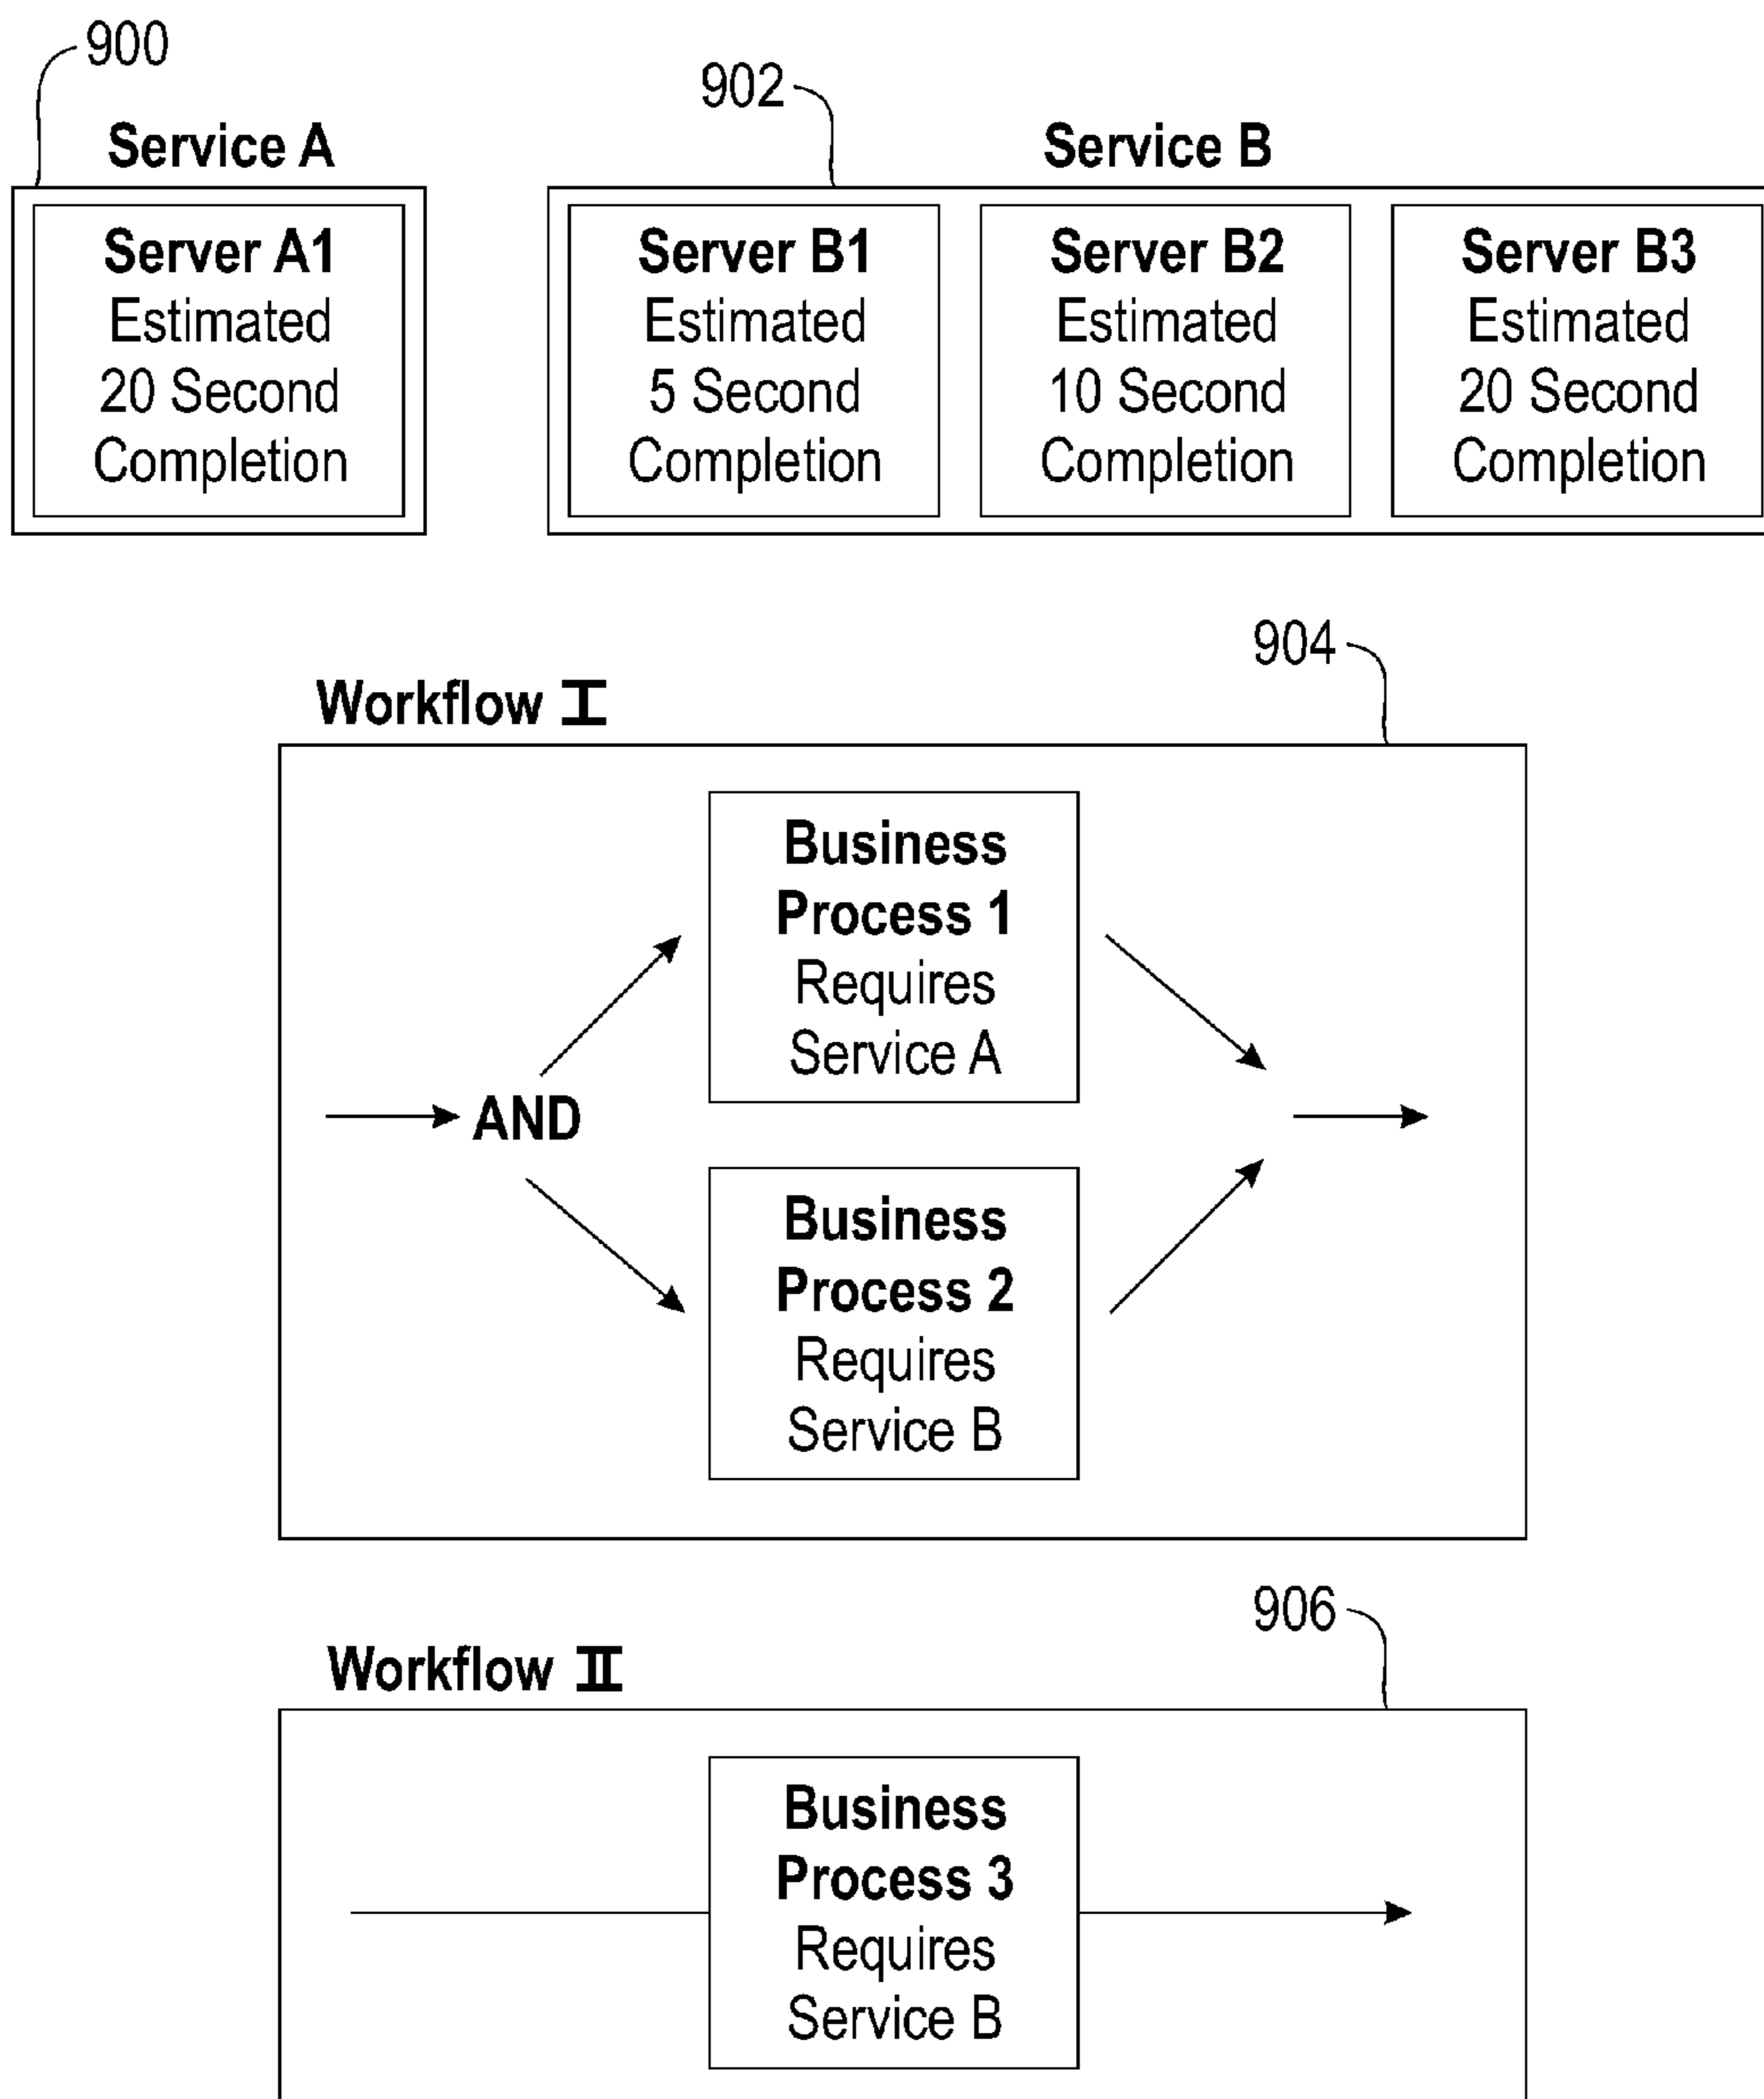 900
902
Service A
Service B
Server A1
Estimated
20 Second
Completion
Server B1
Estimated
5 Second
Completion
Server B2
Estimated
10 Second
Completion
Server B3
Estimated
20 Second
Completion
904
Workflow I
Business
Process 1
Requires
Service A
AND
Business
Process 2
Requires
Service B
906
Workflow II
Business
Process 3
Requires
Service B